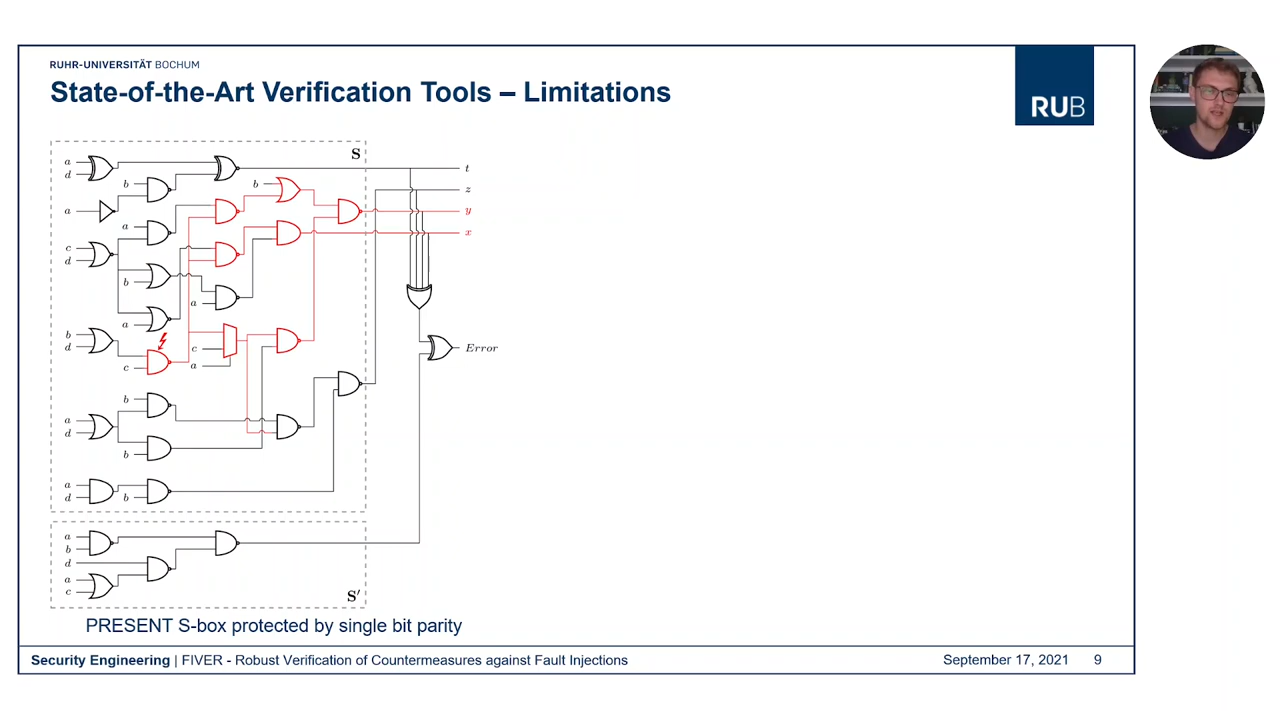 RUHR-UNIVERSITÄT BOCHUM
State-of-the-Art Verification Tools – Limitations
RUB
S
a
d
b
a
b
a
c
d
b
a
a
b
d
c
c
a
a
d
b
b
a
d
b
t
z
y
x
Error
a
b
d
a
c
S′
PRESENT S-box protected by single bit parity
Security Engineering | FIVER - Robust Verification of Countermeasures against Fault Injections
September 17, 2021 9